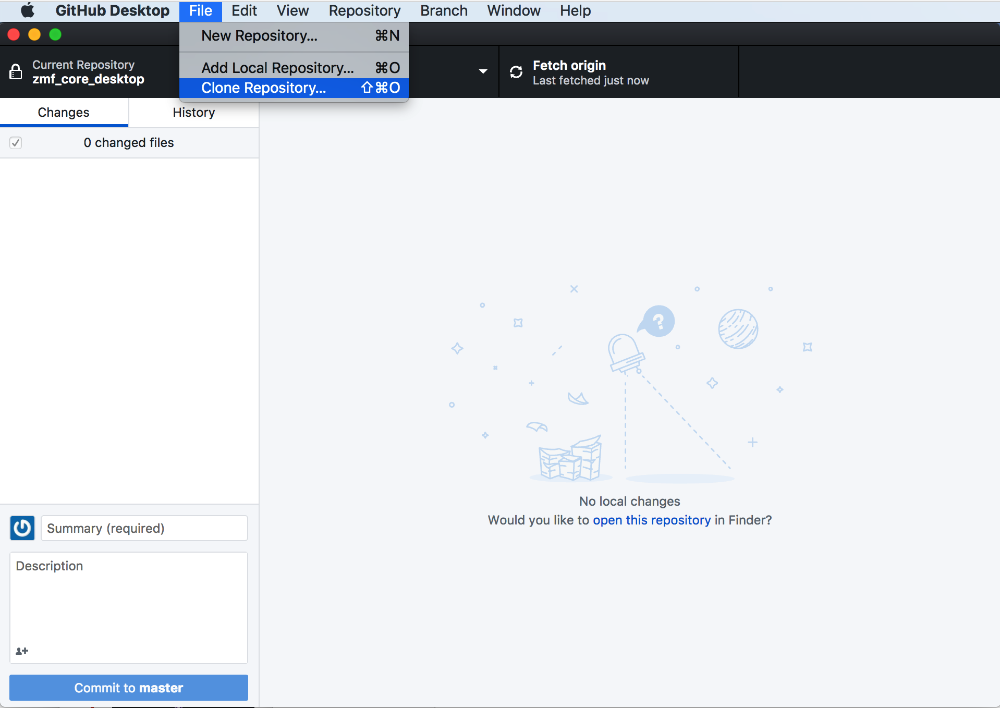 GitHub Desktop File Edit View Repository Branch Window Help
New Repository... ⌘N
Add Local Repository... ⌘O
Clone Repository... ⇧⌘O
Current Repository
zmf_core_desktop
Fetch origin
Last fetched just now
Changes History
0 changed files
?
No local changes
Would you like to open this repository in Finder?
Summary (required)
Description
Commit to master